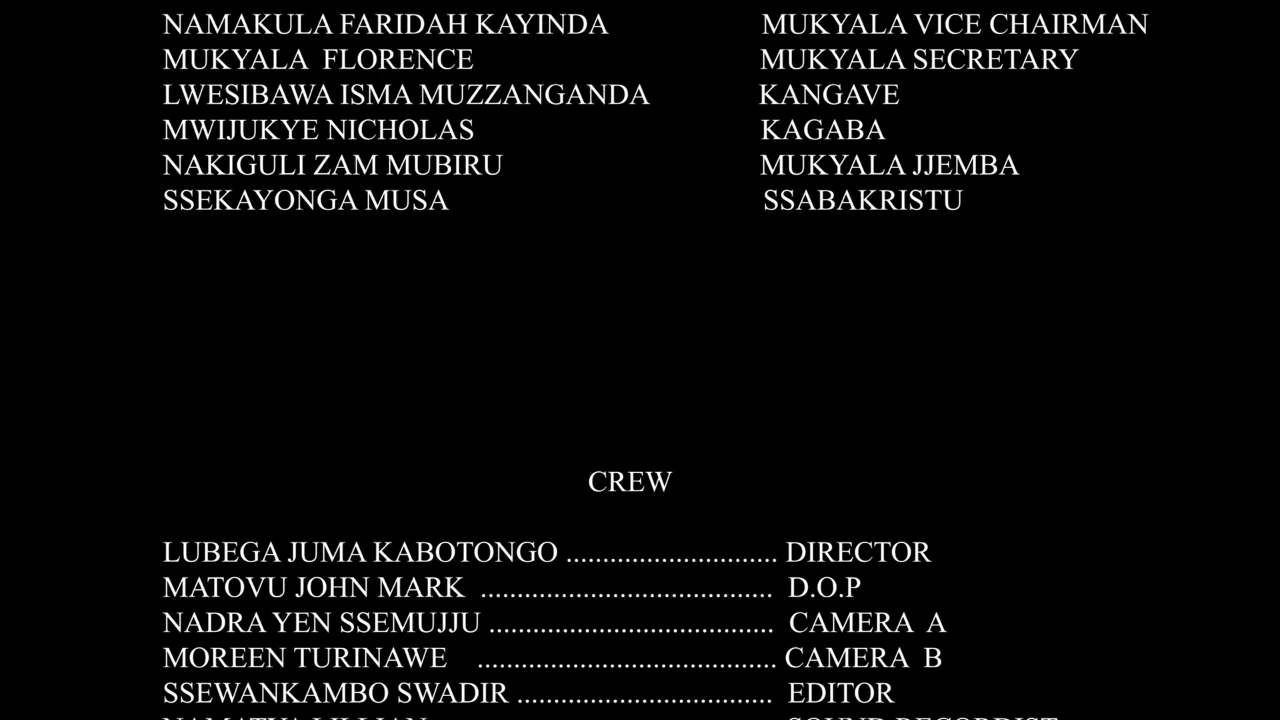 NAMAKULA FARIDAH KAYINDA MUKYALA VICE CHAIRMAN
MUKYALA FLORENCE MUKYALA SECRETARY
LWESIBAWA ISMA MUZZANGANDA KANGAVE
MWIJUKYE NICHOLAS KAGABA
NAKIGULI ZAM MUBIRU MUKYALA JJEMBA
SSEKAYONGA MUSA SSABAKRISTU
CREW
LUBEGA JUMA KABOTONGO ............................. DIRECTOR
MATOVU JOHN MARK ........................................ D.O.P
NADRA YEN SSEMUJJU ....................................... CAMERA A
MOREEN TURINAWE ......................................... CAMERA B
SSEWANKAMBO SWADIR ................................... EDITOR
SOUND RECORDIST